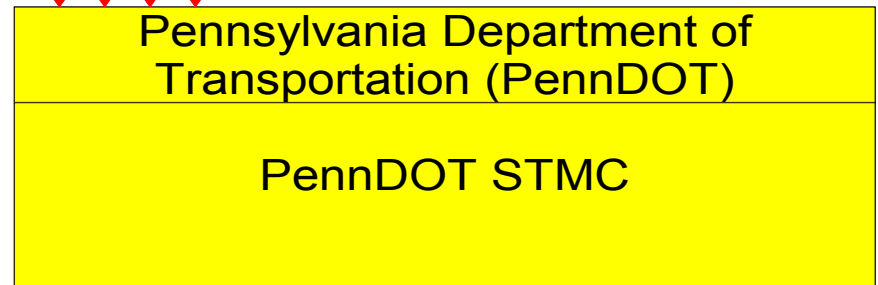 Pennsylvania Department of
Transportation (PennDOT)
PennDOT STMC